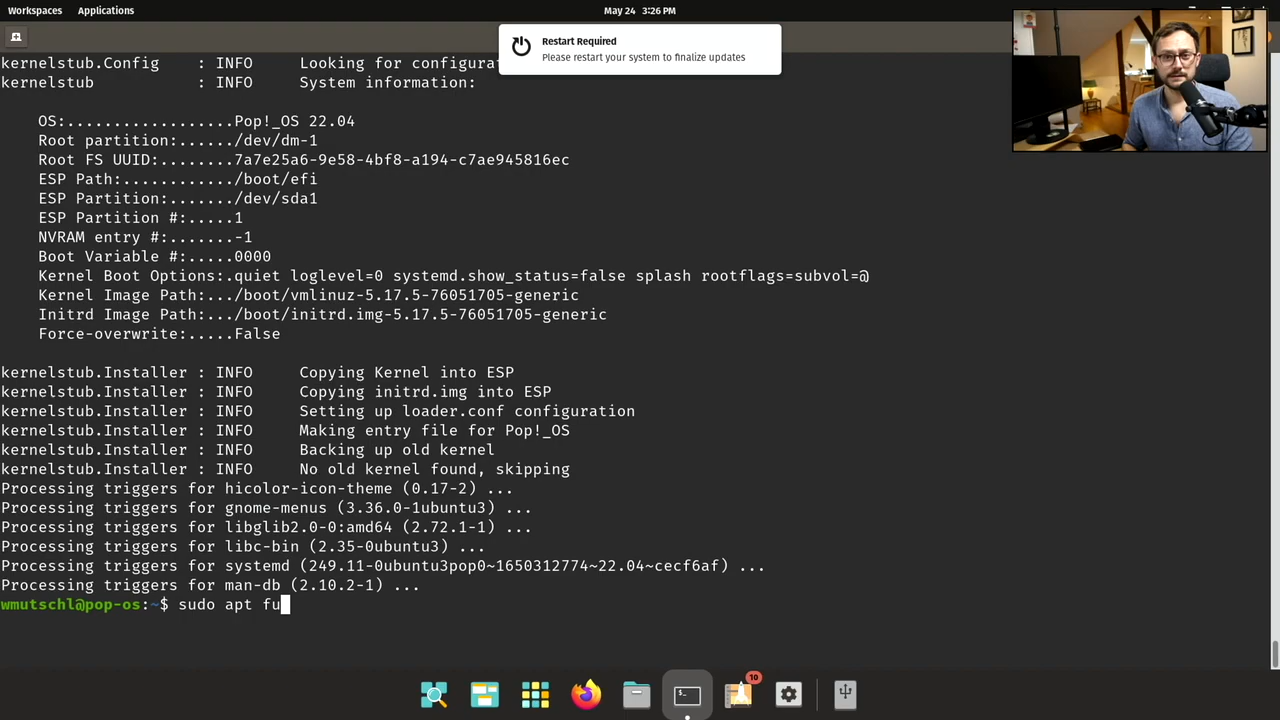 Workspaces Applications May 24 3:26 PM
Restart Required
Please restart your system to finalize updates
kernelstub.Config : INFO Looking for configura
kernelstub : INFO System information:
OS:..................Pop!_OS 22.04
Root partition:......./dev/dm-1
Root FS UUID:........7a7e25a6-9e58-4bf8-a194-c7ae945816ec
ESP Path:............/boot/efi
ESP Partition:......./dev/sda1
ESP Partition #:.....1
NVRAM entry #:.......-1
Boot Variable #:.....0000
Kernel Boot Options:.quiet loglevel=0 systemd.show_status=false splash rootflags=subvol=@
Kernel Image Path:.../boot/vmlinuz-5.17.5-76051705-generic
Initrd Image Path:.../boot/initrd.img-5.17.5-76051705-generic
Force-overwrite:.....False
kernelstub.Installer : INFO Copying Kernel into ESP
kernelstub.Installer : INFO Copying initrd.img into ESP
kernelstub.Installer : INFO Setting up loader.conf configuration
kernelstub.Installer : INFO Making entry file for Pop!_OS
kernelstub.Installer : INFO Backing up old kernel
kernelstub.Installer : INFO No old kernel found, skipping
Processing triggers for hicolor-icon-theme (0.17-2) ...
Processing triggers for gnome-menus (3.36.0-1ubuntu3) ...
Processing triggers for libglib2.0-0:amd64 (2.72.1-1) ...
Processing triggers for libc-bin (2.35-0ubuntu3) ...
Processing triggers for systemd (249.11-0ubuntu3pop0~1650312774~22.04~cecf6af) ...
Processing triggers for man-db (2.10.2-1) ...
wmutschl@pop-os:~$ sudo apt fu
10